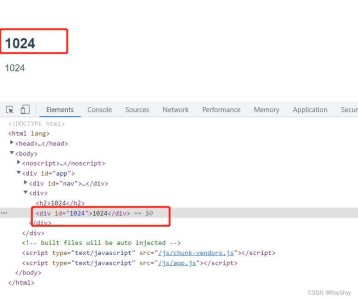 1024
1024
Elements Console Sources Network Performance Memory Application Secur
<!DOCTYPE html>
<html lang>
<head>…</head>
<body>
<noscript>…</noscript>
<div id="app">
<div id="nav">…</div>
<div>
<h2>1024</h2>
<div id="1024">1024</div> == $0
</div>
</div>
<!-- built files will be auto injected -->
<script type="text/javascript" src="/js/chunk-vendors.js"></script>
<script type="text/javascript" src="/js/app.js"></script>
</body>
</html>
CSDN @RojShyy